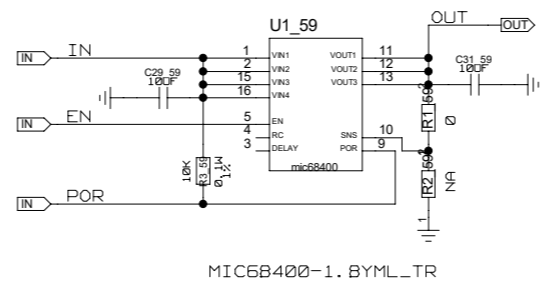 U1_59
OUT
OUT
IN IN
1 VIN1 VOUT1 11
2 VIN2 VOUT2 12
15 VIN3 VOUT3 13
16 VIN4
C29_59
10UF
C31_59
10UF
IN EN
5 EN
4 RC SNS 10
3 DELAY POR 9
mic68400
R1_59
0
2
R2_59
NA
1
10K
R3_59
0.1W
1%
IN POR
MIC68400-1.8YML_TR